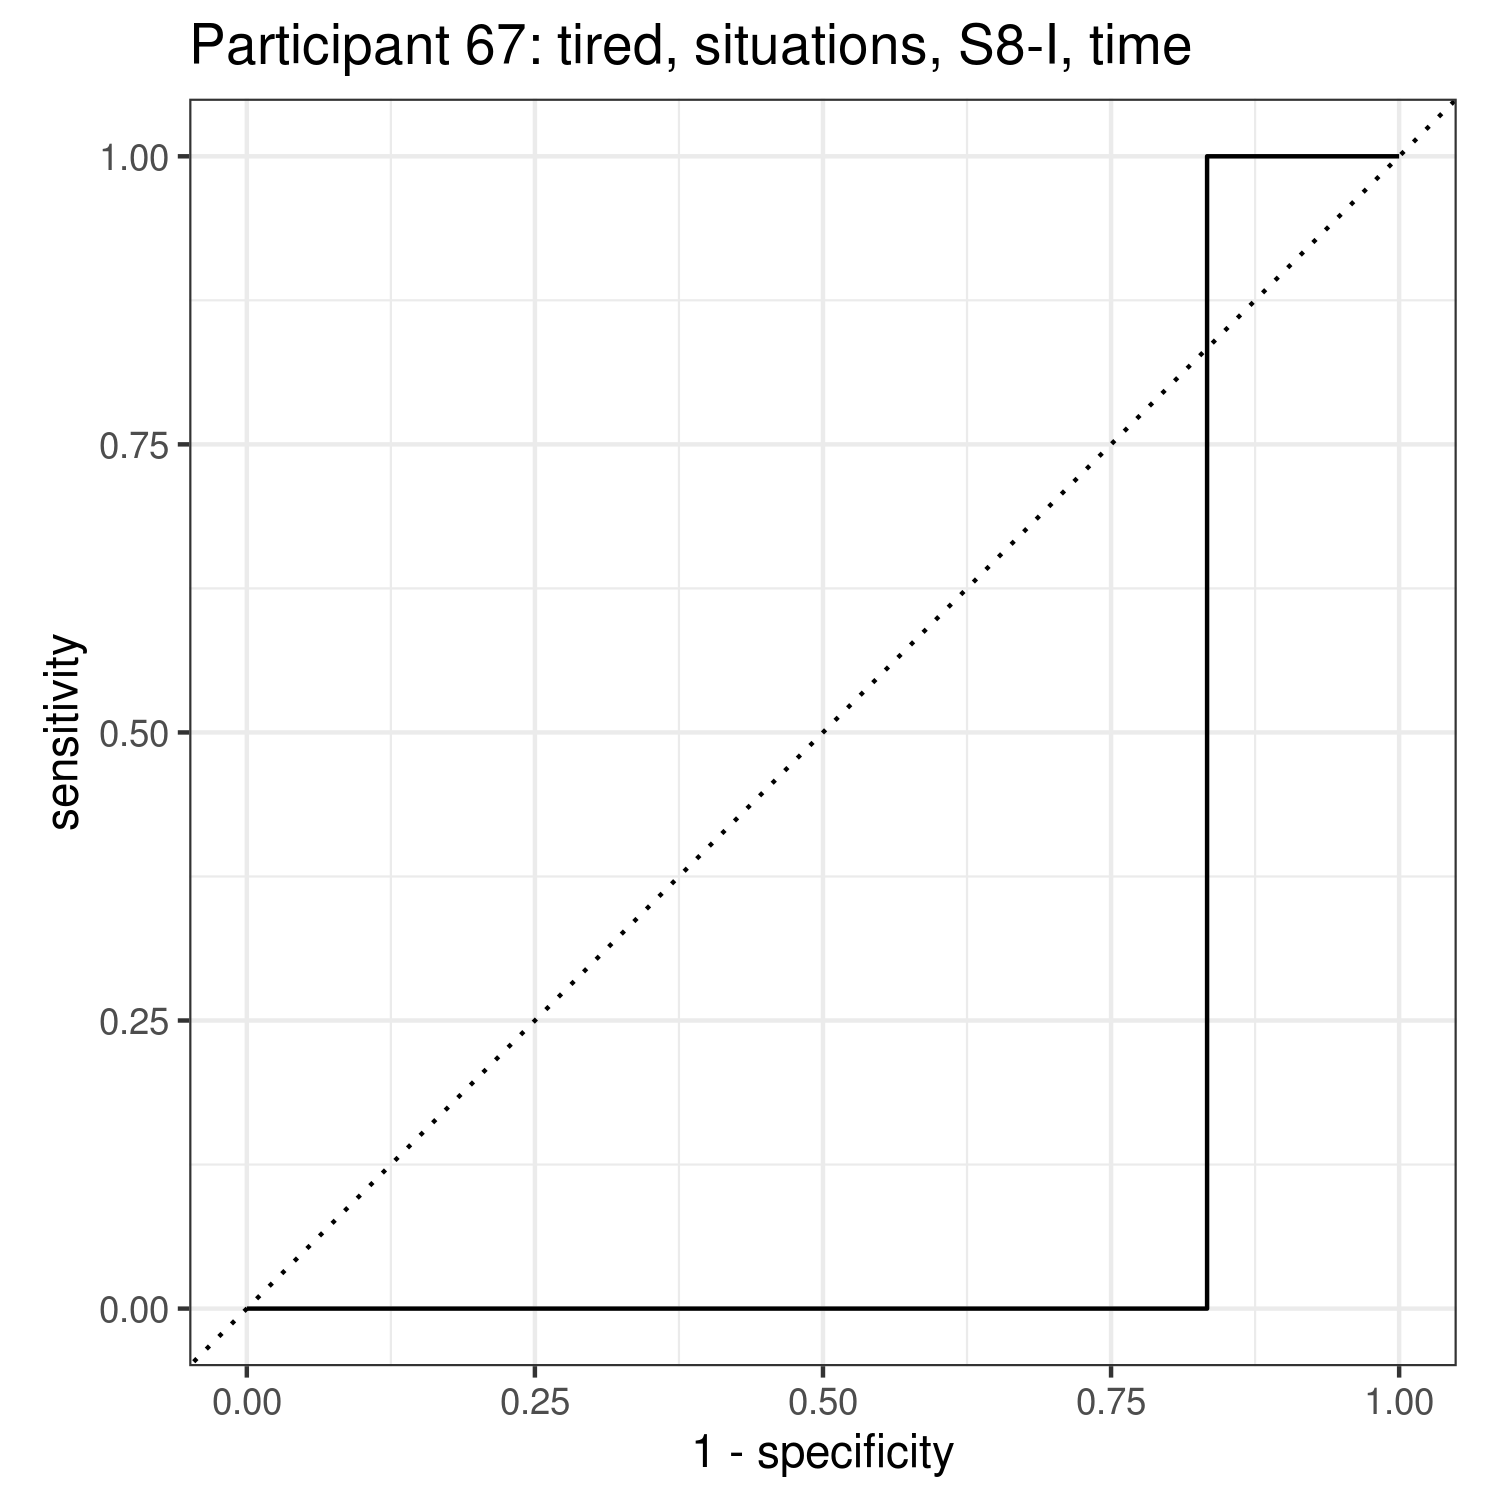 Participant 67: tired, situations, S8-I, time
1.00
0.75
0.50
0.25
0.00
sensitivity
0.00 0.25 0.50 0.75 1.00
1 - specificity